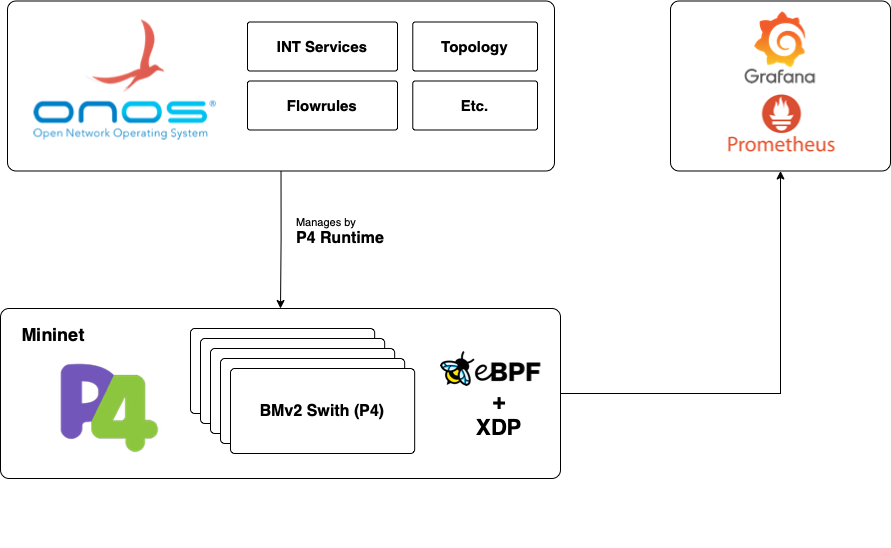 onos®
Open Network Operating System
INT Services
Topology
Flowrules
Etc.
Grafana
Prometheus
Manages by
P4 Runtime
Mininet
P4
BMv2 Swith (P4)
eBPF
+
XDP